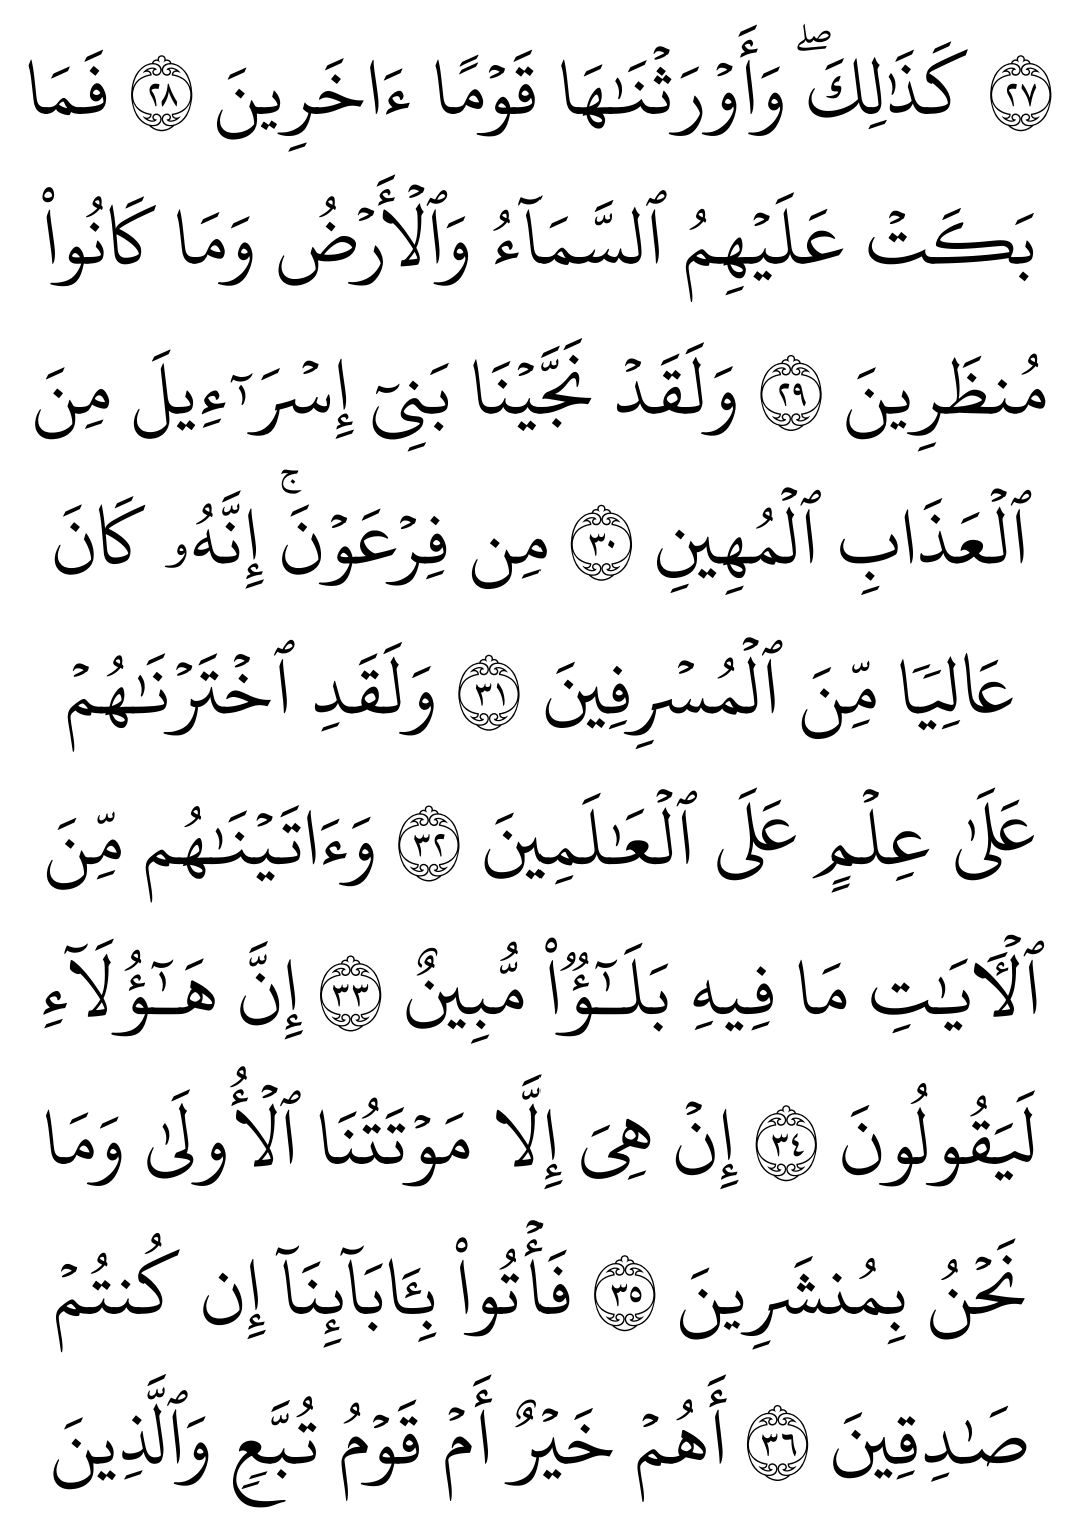 ٢٧ كَذَٰلِكَۖ وَأَوۡرَثۡنَٰهَا قَوۡمًا ءَاخَرِينَ ٢٨ فَمَا
بَكَتۡ عَلَيۡهِمُ ٱلسَّمَآءُ وَٱلۡأَرۡضُ وَمَا كَانُواْ
مُنظَرِينَ ٢٩ وَلَقَدۡ نَجَّيۡنَا بَنِيٓ إِسۡرَٰٓءِيلَ مِنَ
ٱلۡعَذَابِ ٱلۡمُهِينِ ٣٠ مِن فِرۡعَوۡنَۚ إِنَّهُۥ كَانَ
عَالِيٗا مِّنَ ٱلۡمُسۡرِفِينَ ٣١ وَلَقَدِ ٱخۡتَرۡنَٰهُمۡ
عَلَىٰ عِلۡمٍ عَلَى ٱلۡعَٰلَمِينَ ٣٢ وَءَاتَيۡنَٰهُم مِّنَ
ٱلۡأٓيَٰتِ مَا فِيهِ بَلَٰٓؤٌاْ مُّبِينٌ ٣٣ إِنَّ هَٰٓؤُلَآءِ
لَيَقُولُونَ ٣٤ إِنۡ هِيَ إِلَّا مَوۡتَتُنَا ٱلۡأُولَىٰ وَمَا
نَحۡنُ بِمُنشَرِينَ ٣٥ فَأۡتُواْ بِـَٔابَآئِنَآ إِن كُنتُمۡ
صَٰدِقِينَ ٣٦ أَهُمۡ خَيۡرٌ أَمۡ قَوۡمُ تُبَّعٖ وَٱلَّذِينَ